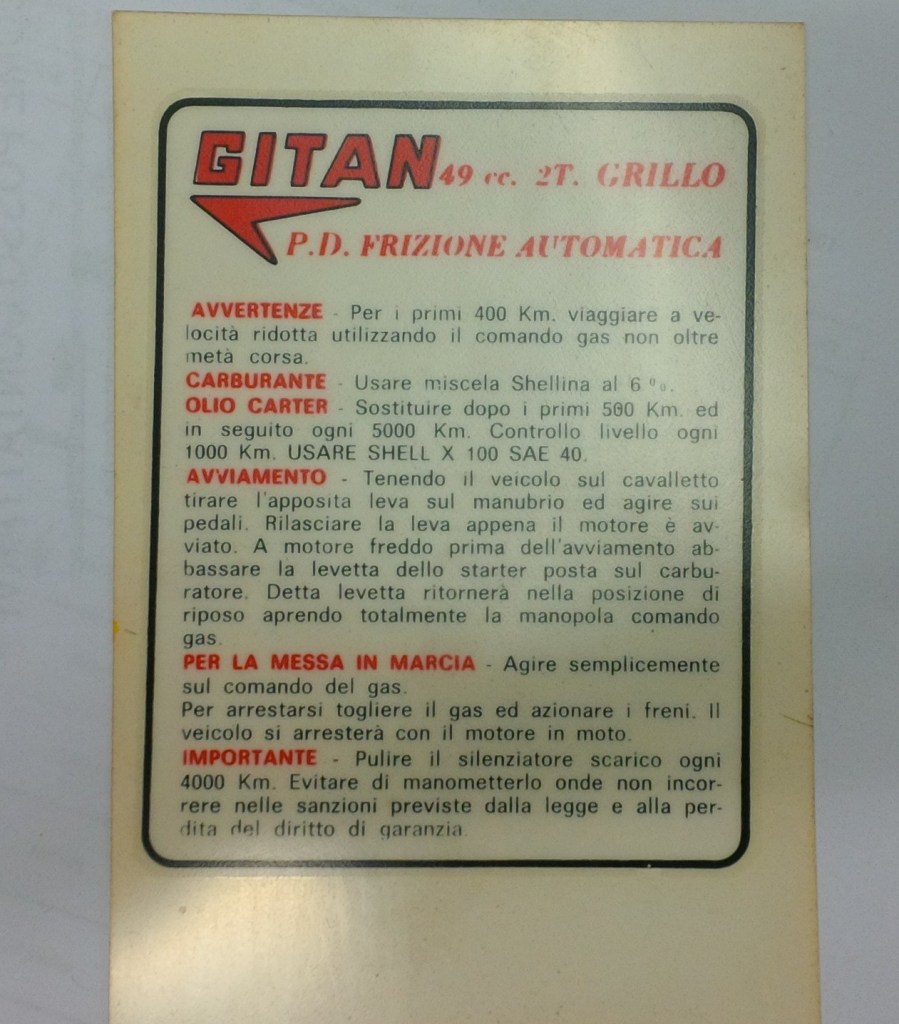 GITAN 49 cc. 2T. GRILLO
P.D. FRIZIONE AUTOMATICA
AVVERTENZE - Per i primi 400 Km. viaggiare a ve-
locità ridotta utilizzando il comando gas non oltre
metà corsa.
CARBURANTE - Usare miscela Shellina al 6 %.
OLIO CARTER - Sostituire dopo i primi 500 Km. ed
in seguito ogni 5000 Km. Controllo livello ogni
1000 Km. USARE SHELL X 100 SAE 40.
AVVIAMENTO - Tenendo il veicolo sul cavalletto
tirare l'apposita leva sul manubrio ed agire sui
pedali. Rilasciare la leva appena il motore è av-
viato. A motore freddo prima dell'avviamento ab-
bassare la levetta dello starter posta sul carbu-
ratore. Detta levetta ritornerà nella posizione di
riposo aprendo totalmente la manopola comando
gas.
PER LA MESSA IN MARCIA - Agire semplicemente
sul comando del gas.
Per arrestarsi togliere il gas ed azionare i freni. Il
veicolo si arresterà con il motore in moto.
IMPORTANTE - Pulire il silenziatore scarico ogni
4000 Km. Evitare di manometterlo onde non incor-
rere nelle sanzioni previste dalla legge e alla per-
dita del diritto di garanzia.